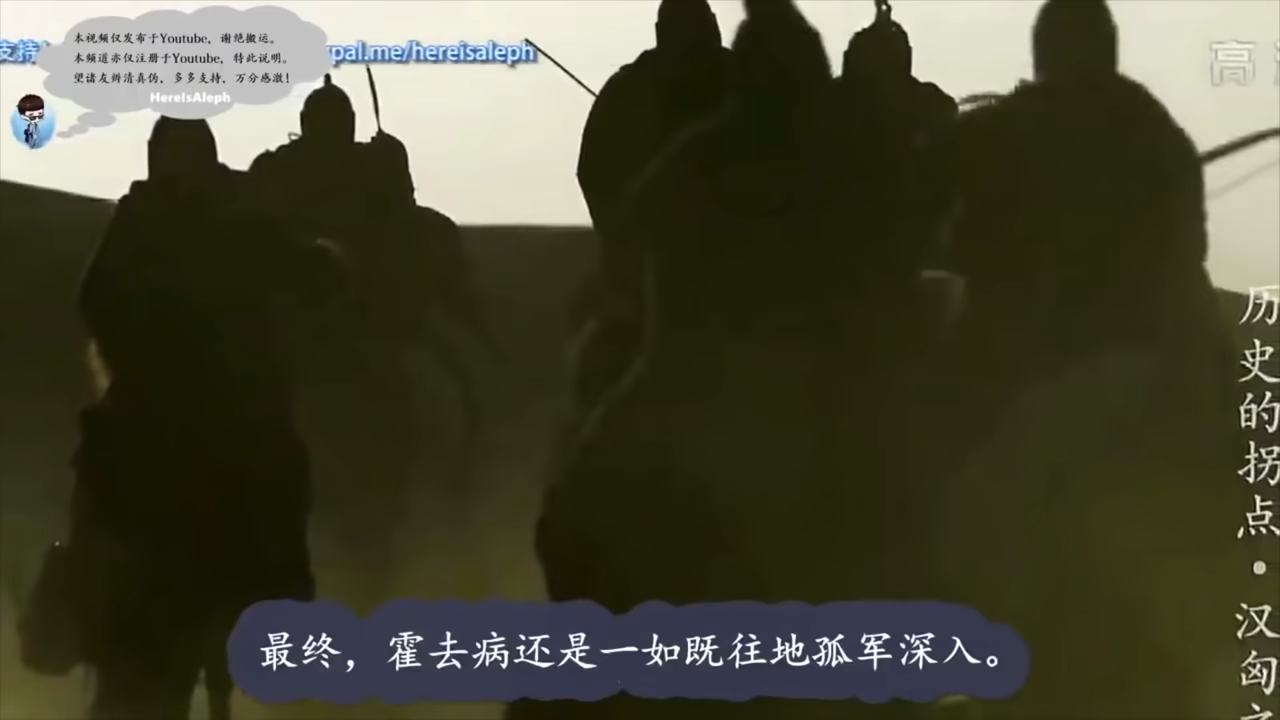 本视频仅发布于Youtube，谢绝搬运。
本频道亦仅注册于Youtube，特此说明。
望诸友辨清真伪，多多支持，万分感激！
HereIsAleph
支持
pal.me/hereisaleph
高
历史的拐点·汉匈
最终，霍去病还是一如既往地孤军深入。